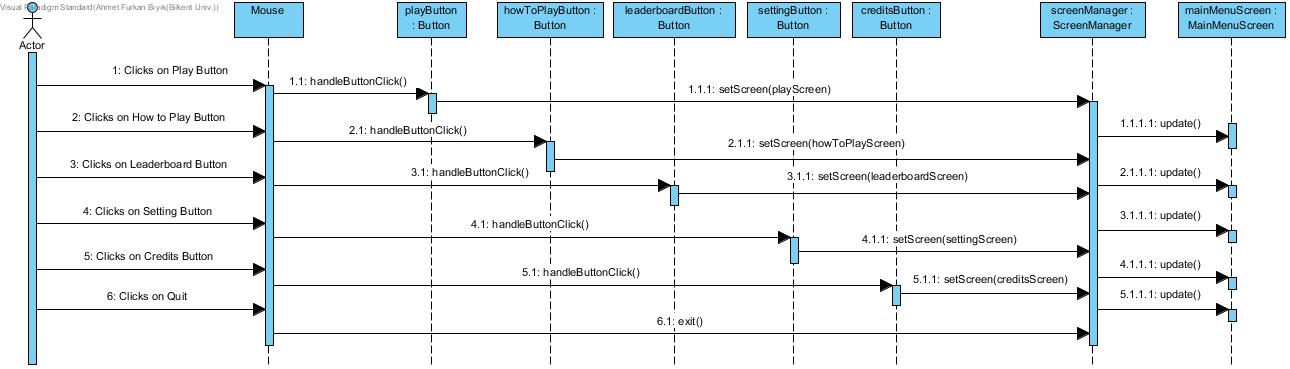 Visual Paradigm Standard(Ahmet Furkan Bıyık(Bilkent Univ.))
Actor
Mouse
playButton
: Button
howToPlayButton :
Button
leaderboardButton :
Button
settingButton :
Button
creditsButton :
Button
screenManager :
ScreenManager
mainMenuScreen :
MainMenuScreen
1: Clicks on Play Button
1.1: handleButtonClick()
1.1.1: setScreen(playScreen)
1.1.1.1: update()
2: Clicks on How to Play Button
2.1: handleButtonClick()
2.1.1: setScreen(howToPlayScreen)
2.1.1.1: update()
3: Clicks on Leaderboard Button
3.1: handleButtonClick()
3.1.1: setScreen(leaderboardScreen)
3.1.1.1: update()
4: Clicks on Setting Button
4.1: handleButtonClick()
4.1.1: setScreen(settingScreen)
4.1.1.1: update()
5: Clicks on Credits Button
5.1: handleButtonClick()
5.1.1: setScreen(creditsScreen)
5.1.1.1: update()
6: Clicks on Quit
6.1: exit()